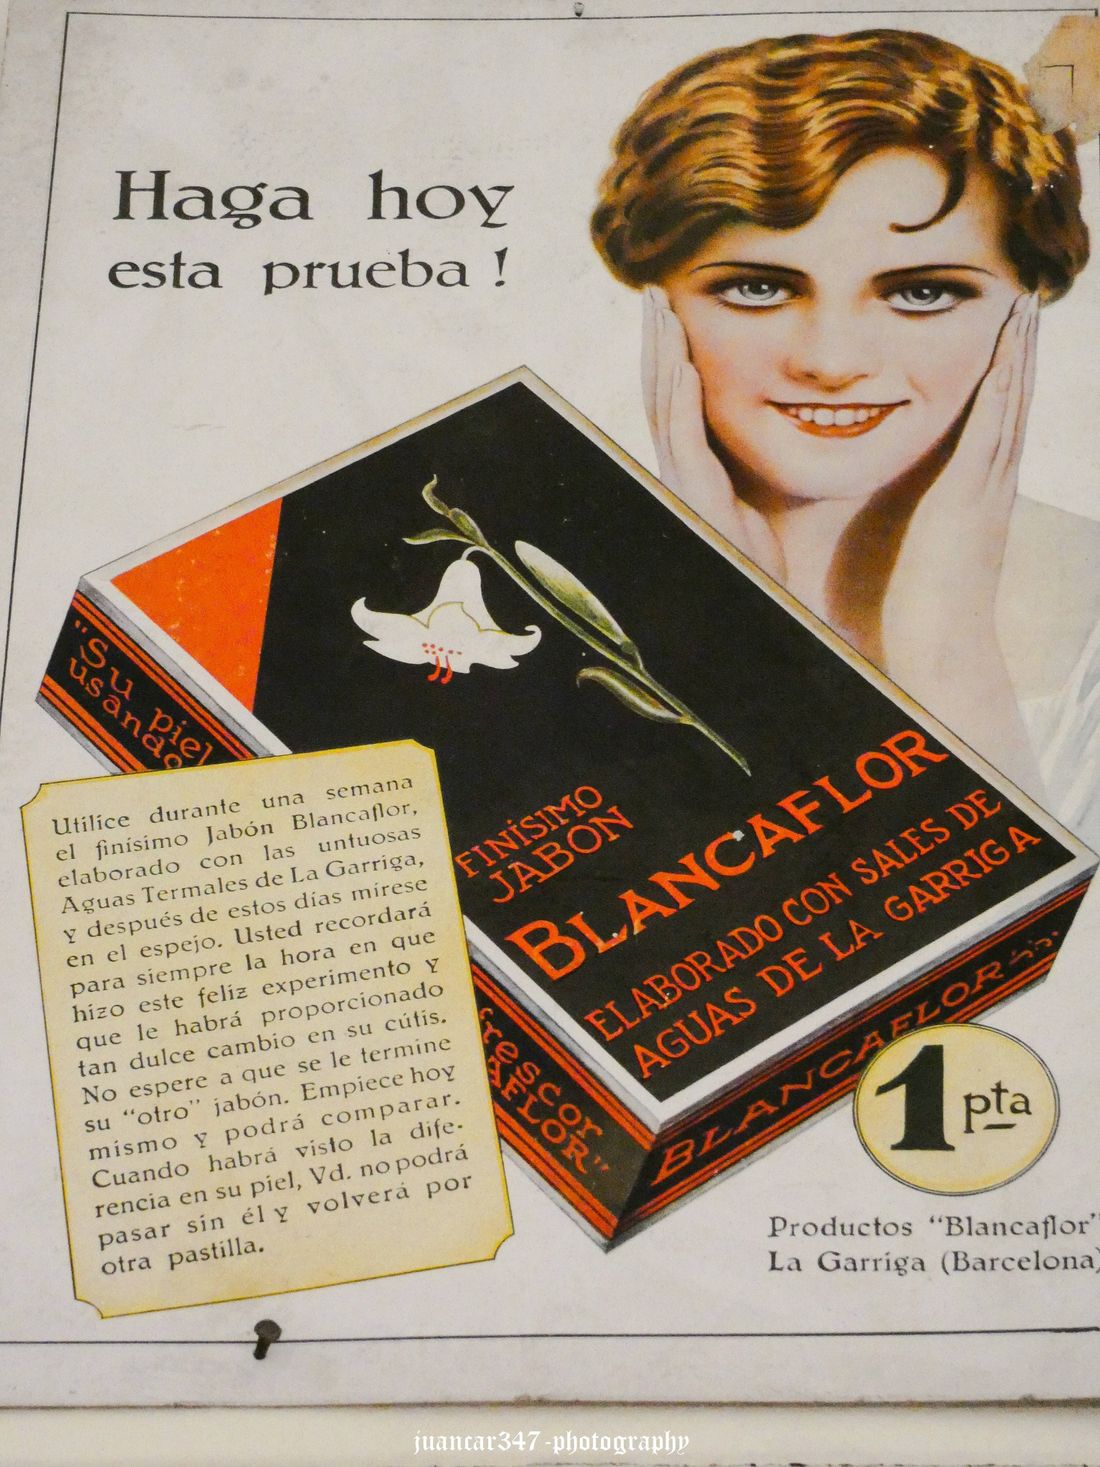 Haga hoy
esta prueba !
"Su piel
usando
FINÍSIMO
JABÓN
BLANCAFLOR
ELABORADO CON SALES DE
AGUAS DE LA GARRIGA
BLANCAFLOR
Utilice durante una semana
el finísimo Jabón Blancaflor,
elaborado con las untuosas
Aguas Termales de La Garriga,
y después de estos días mírese
en el espejo. Usted recordará
para siempre la hora en que
hizo este feliz experimento y
que le habrá proporcionado
tan dulce cambio en su cútis.
No espere a que se le termine
su "otro" jabón. Empiece hoy
mismo y podrá comparar.
Cuando habrá visto la dife-
rencia en su piel, Vd. no podrá
pasar sin él y volverá por
otra pastilla.
frescor
AFLOR"
1 pta
Productos "Blancaflor"
La Garriga (Barcelona)
juancar347-photography